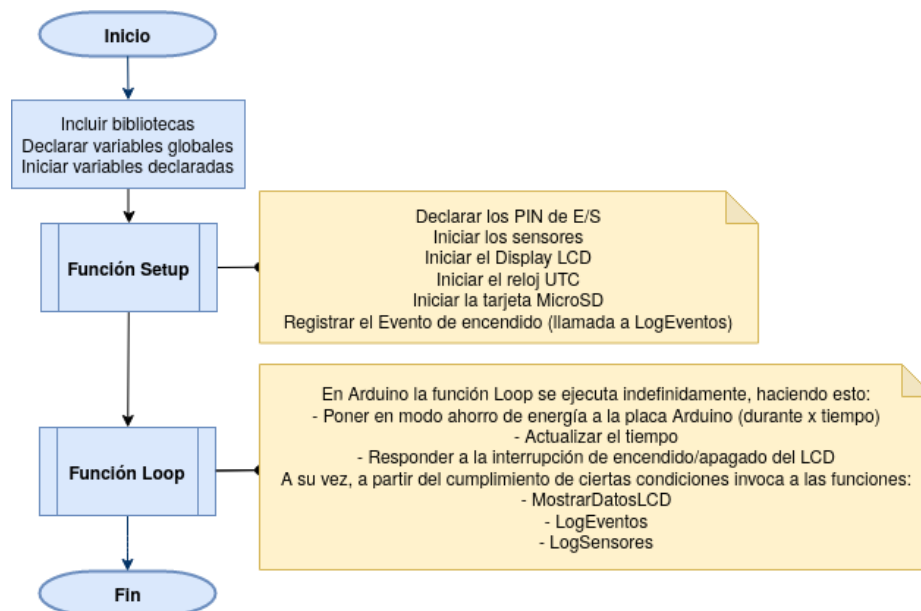 Inicio
Incluir bibliotecas
Declarar variables globales
Iniciar variables declaradas
Función Setup
Declarar los PIN de E/S
Iniciar los sensores
Iniciar el Display LCD
Iniciar el reloj UTC
Iniciar la tarjeta MicroSD
Registrar el Evento de encendido (llamada a LogEventos)
Función Loop
En Arduino la función Loop se ejecuta indefinidamente, haciendo esto:
- Poner en modo ahorro de energía a la placa Arduino (durante x tiempo)
- Actualizar el tiempo
- Responder a la interrupción de encendido/apagado del LCD
A su vez, a partir del cumplimiento de ciertas condiciones invoca a las funciones:
- MostrarDatosLCD
- LogEventos
- LogSensores
Fin